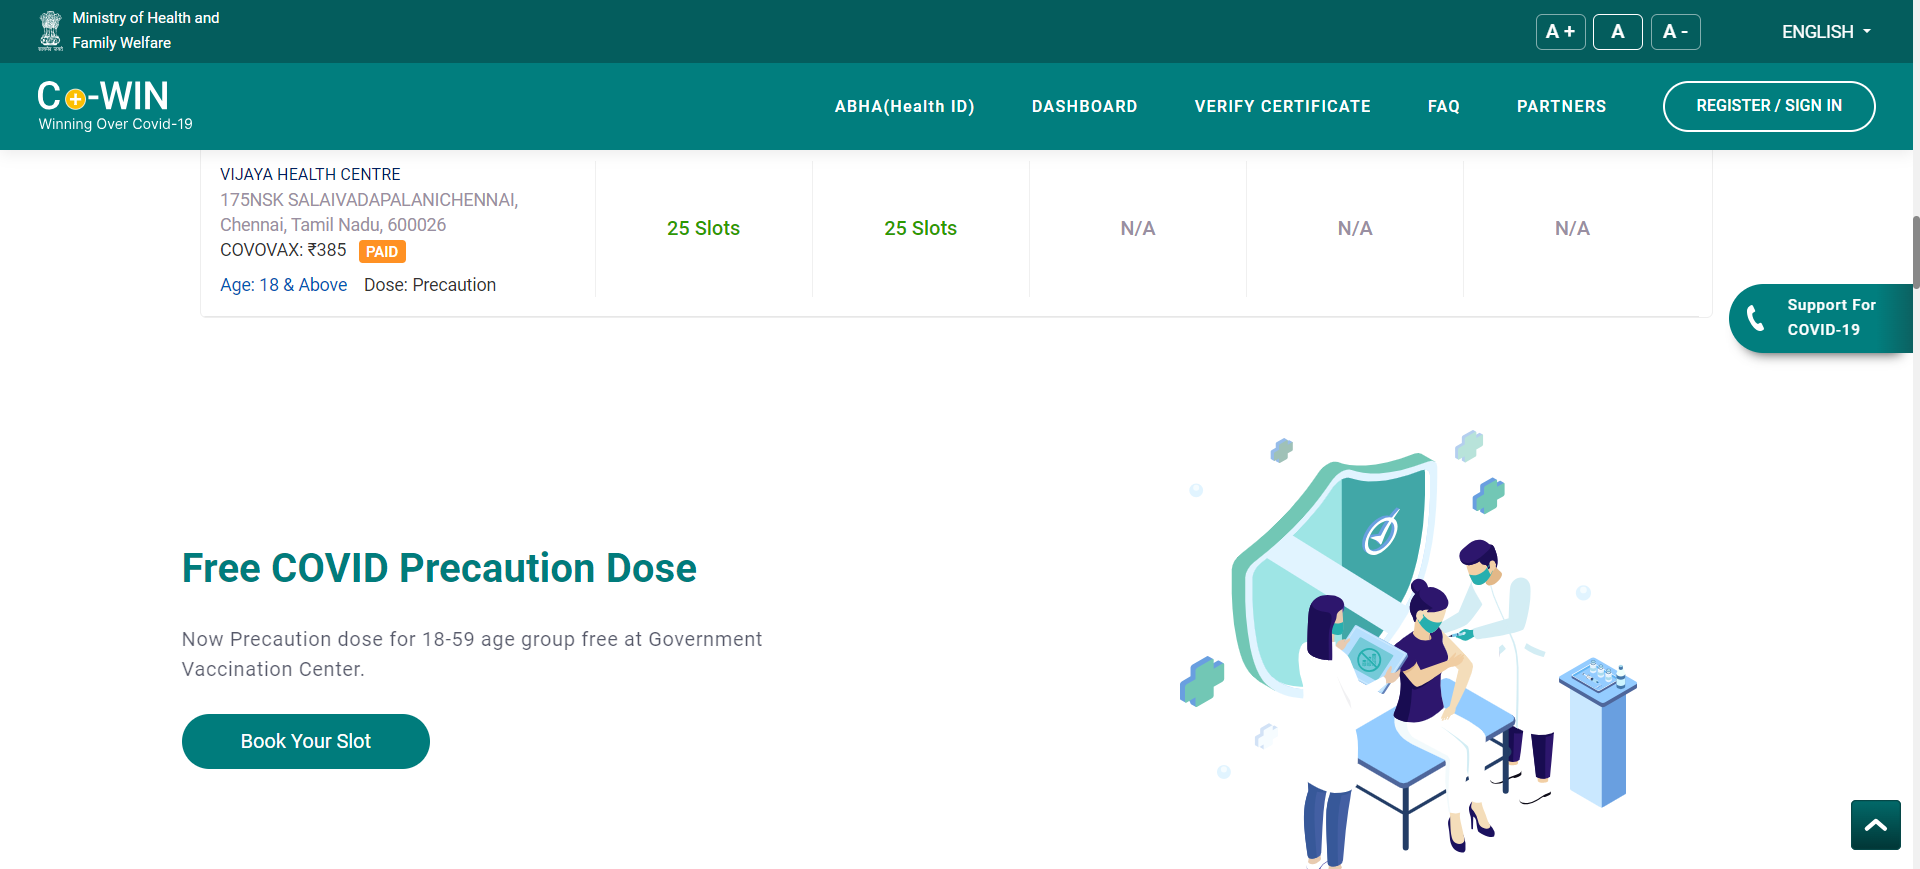 Ministry of Health and
Family Welfare
A + A A - ENGLISH
Co-WIN
Winning Over Covid-19
ABHA(Health ID) DASHBOARD VERIFY CERTIFICATE FAQ PARTNERS REGISTER / SIGN IN
VIJAYA HEALTH CENTRE
175NSK SALAIVADAPALANICHENNAI,
Chennai, Tamil Nadu, 600026
COVOVAX: ₹385 PAID
Age: 18 & Above Dose: Precaution
25 Slots 25 Slots N/A N/A N/A
Support For
COVID-19
Free COVID Precaution Dose
Now Precaution dose for 18-59 age group free at Government
Vaccination Center.
Book Your Slot